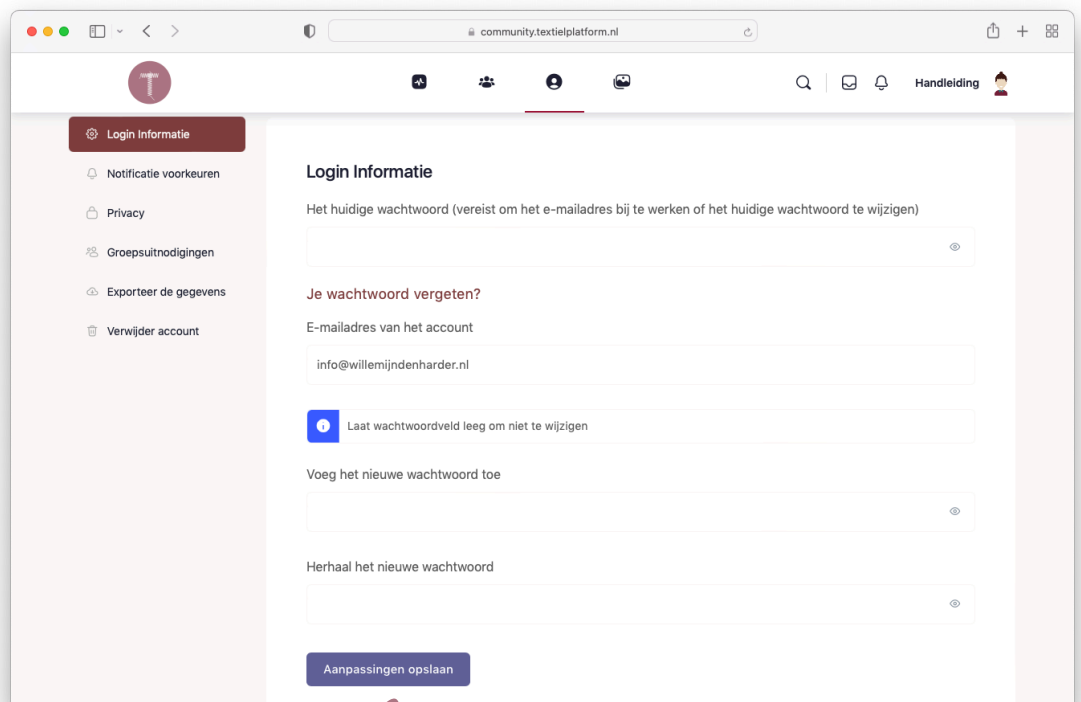 community.textielplatform.nl
T
Handleiding
Login Informatie
Notificatie voorkeuren
Privacy
Groepsuitnodigingen
Exporteer de gegevens
Verwijder account
Login Informatie
Het huidige wachtwoord (vereist om het e-mailadres bij te werken of het huidige wachtwoord te wijzigen)
Je wachtwoord vergeten?
E-mailadres van het account
info@willemijndenharder.nl
Laat wachtwoordveld leeg om niet te wijzigen
Voeg het nieuwe wachtwoord toe
Herhaal het nieuwe wachtwoord
Aanpassingen opslaan